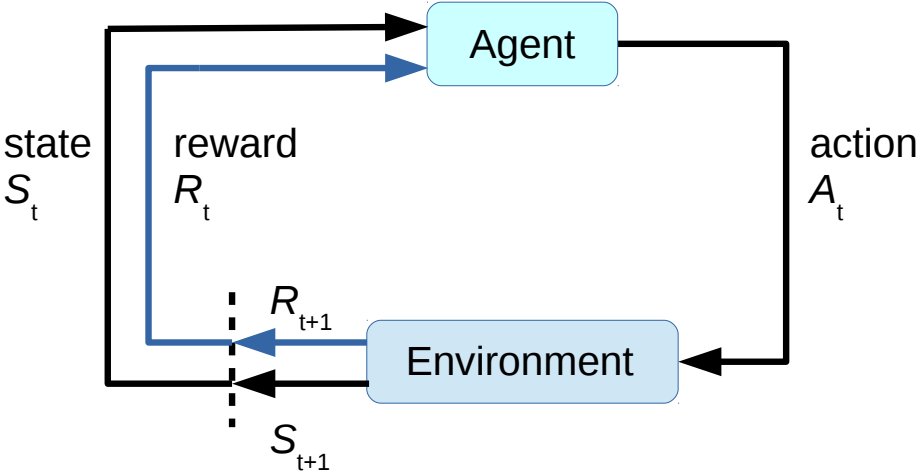 Agent
state
S_t
reward
R_t
action
A_t
R_t+1
Environment
S_t+1